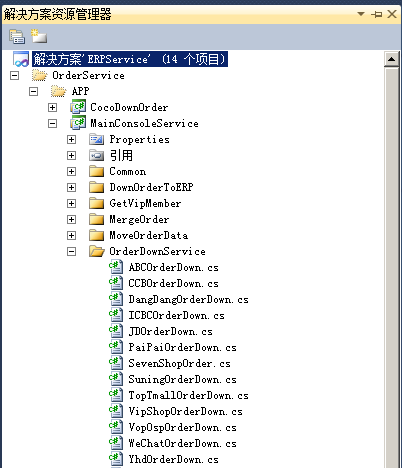 解决方案资源管理器
解决方案'ERPService' (14 个项目)
OrderService
APP
CocoDownOrder
MainConsoleService
Properties
引用
Common
DownOrderToERP
GetVipMember
MergeOrder
MoveOrderData
OrderDownService
ABCOrderDown.cs
CCBOrderDown.cs
DangDangOrderDown.cs
ICBCOrderDown.cs
JDOrderDown.cs
PaiPaiOrderDown.cs
SevenShopOrder.cs
SuningOrderDown.cs
TopTmallOrderDown.cs
VipShopOrderDown.cs
VopOspOrderDown.cs
WeChatOrderDown.cs
YhdOrderDown.cs